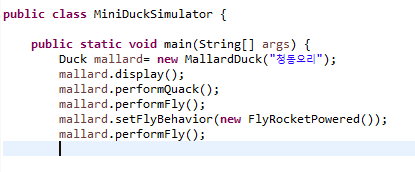 public class MiniDuckSimulator {
public static void main(String[] args) {
Duck mallard= new MallardDuck("청둥오리");
mallard.display();
mallard.performQuack();
mallard.performFly();
mallard.setFlyBehavior(new FlyRocketPowered());
mallard.performFly();